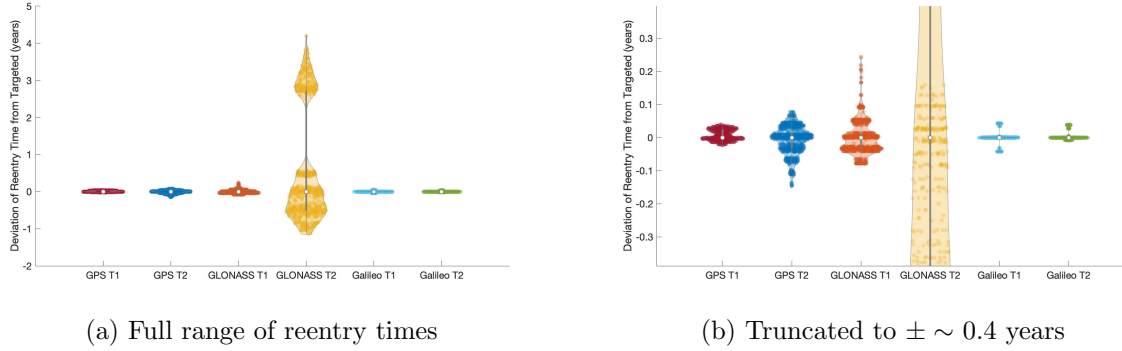 Deviation of Reentry Time from Targeted (years)
5
4
3
2
1
0
-1
-2
GPS T1 GPS T2 GLONASS T1 GLONASS T2 Galileo T1 Galileo T2
(a) Full range of reentry times
Deviation of Reentry Time from Targeted (years)
0.3
0.2
0.1
0
-0.1
-0.2
-0.3
GPS T1 GPS T2 GLONASS T1 GLONASS T2 Galileo T1 Galileo T2
(b) Truncated to ± ∼ 0.4 years